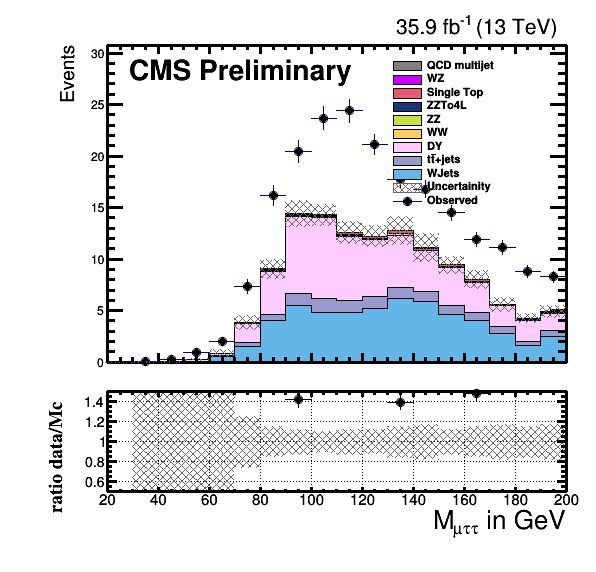 35.9 fb⁻¹ (13 TeV)
Events
CMS Preliminary
30
25
20
15
10
5
0
QCD multijet
WZ
Single Top
ZZTo4L
ZZ
WW
DY
tt̄+jets
WJets
Uncertainity
Observed
ratio data/Mc
1.4
1.2
1
0.8
0.6
20 40 60 80 100 120 140 160 180 200
Mμττ in GeV